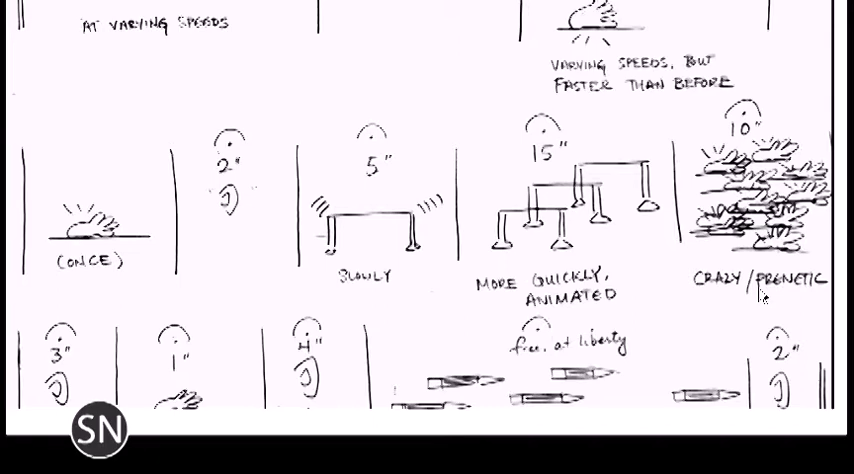 AT VARYING SPEEDS
VARYING SPEEDS, BUT
FASTER THAN BEFORE
2"
5"
15"
10"
(ONCE)
SLOWLY
MORE QUICKLY,
ANIMATED
CRAZY/FRENETIC
3"
1"
4"
free, at liberty
2"
SN